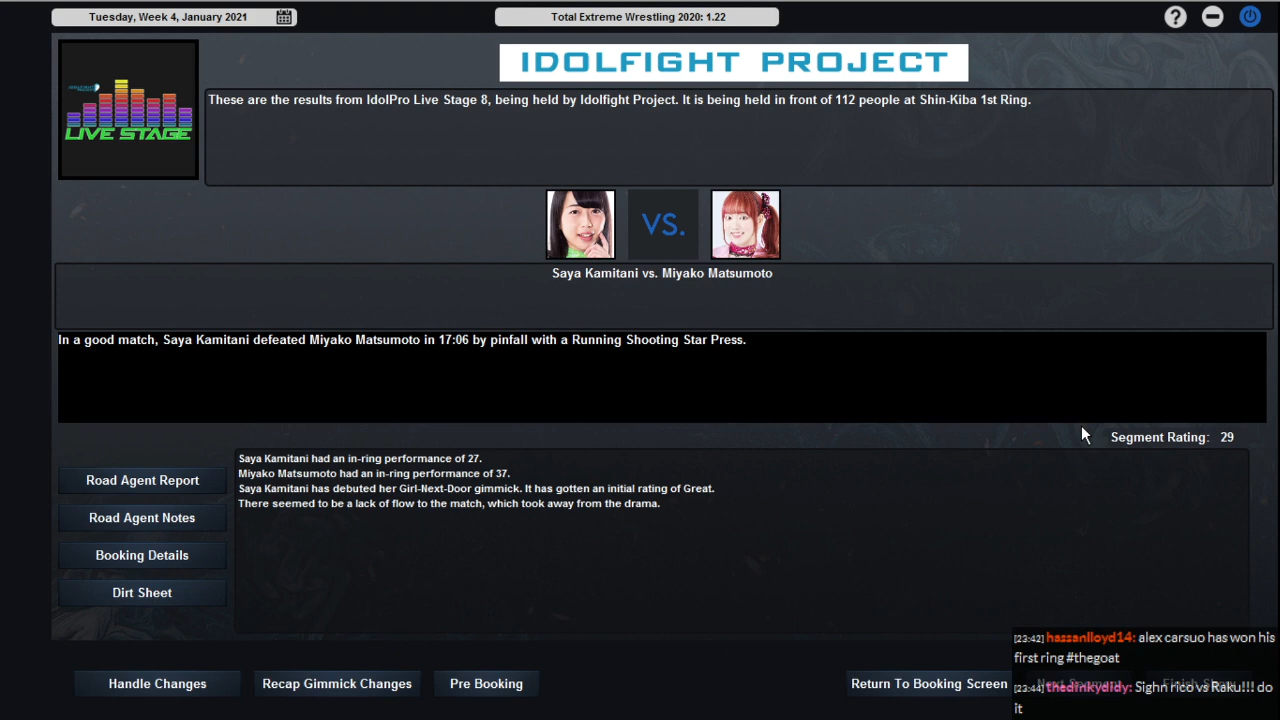 Tuesday, Week 4, January 2021
Total Extreme Wrestling 2020: 1.22
?
IDOLFIGHT PROJECT
LIVE STAGE
These are the results from IdolPro Live Stage 8, being held by Idolfight Project. It is being held in front of 112 people at Shin-Kiba 1st Ring.
VS.
Saya Kamitani vs. Miyako Matsumoto
In a good match, Saya Kamitani defeated Miyako Matsumoto in 17:06 by pinfall with a Running Shooting Star Press.
Segment Rating: 29
Saya Kamitani had an in-ring performance of 27.
Miyako Matsumoto had an in-ring performance of 37.
Saya Kamitani has debuted her Girl-Next-Door gimmick. It has gotten an initial rating of Great.
There seemed to be a lack of flow to the match, which took away from the drama.
Road Agent Report
Road Agent Notes
Booking Details
Dirt Sheet
[23:42] hassanlloyd14: alex carsuo has won his
first ring #thegoat
[23:44] thedinkydidy: Sighn rico vs Raku!!! do
it
Handle Changes
Recap Gimmick Changes
Pre Booking
Return To Booking Screen
Next Segment
Finish Show